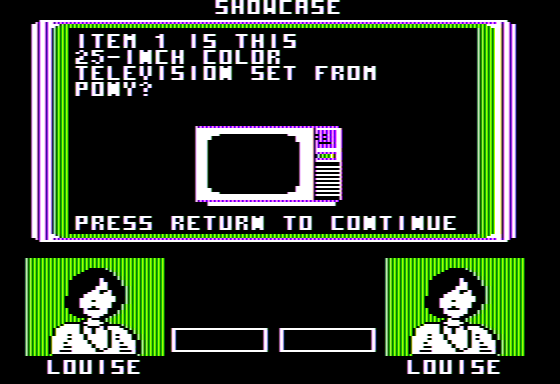 SHOWCASE
ITEM 1 IS THIS
25-INCH COLOR
TELEVISION SET FROM
PONY?
PRESS RETURN TO CONTINUE
LOUISE
LOUISE